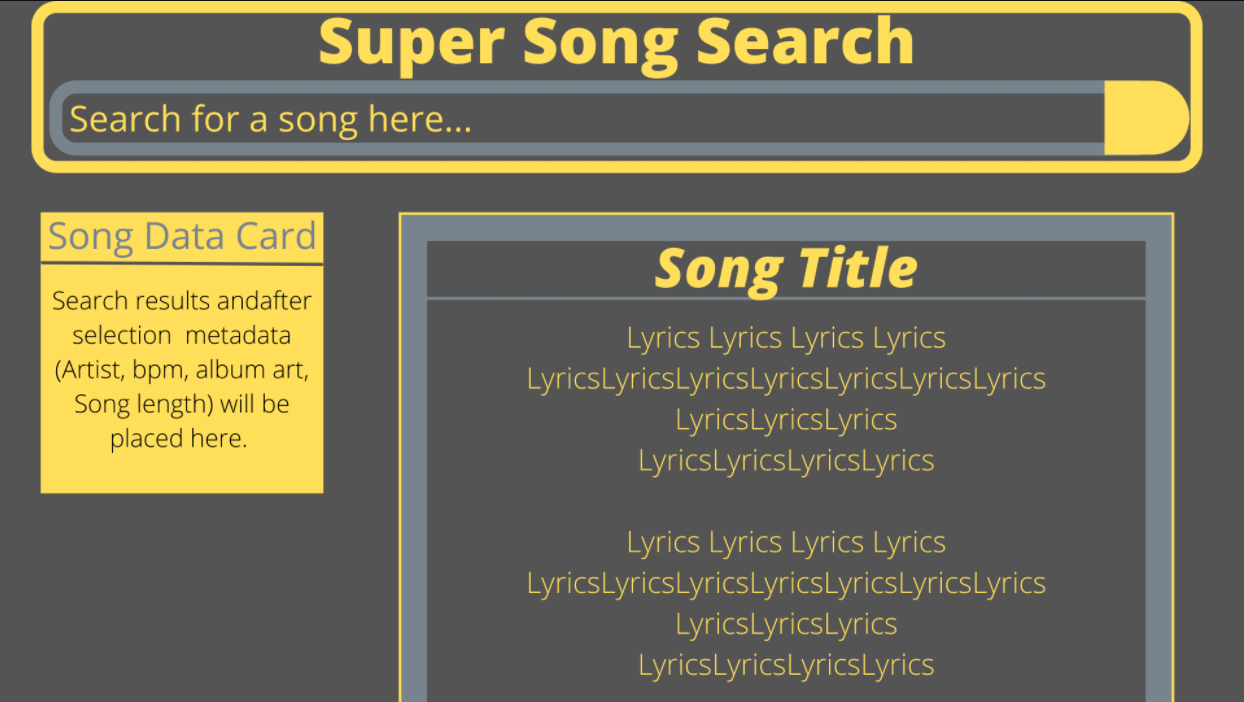 Super Song Search
Search for a song here...
Song Data Card
Search results andafter
selection  metadata
(Artist, bpm, album art,
Song length) will be
placed here.
Song Title
Lyrics Lyrics Lyrics Lyrics
LyricsLyricsLyricsLyricsLyricsLyricsLyrics
LyricsLyricsLyrics
LyricsLyricsLyricsLyrics
Lyrics Lyrics Lyrics Lyrics
LyricsLyricsLyricsLyricsLyricsLyricsLyrics
LyricsLyricsLyrics
LyricsLyricsLyricsLyrics